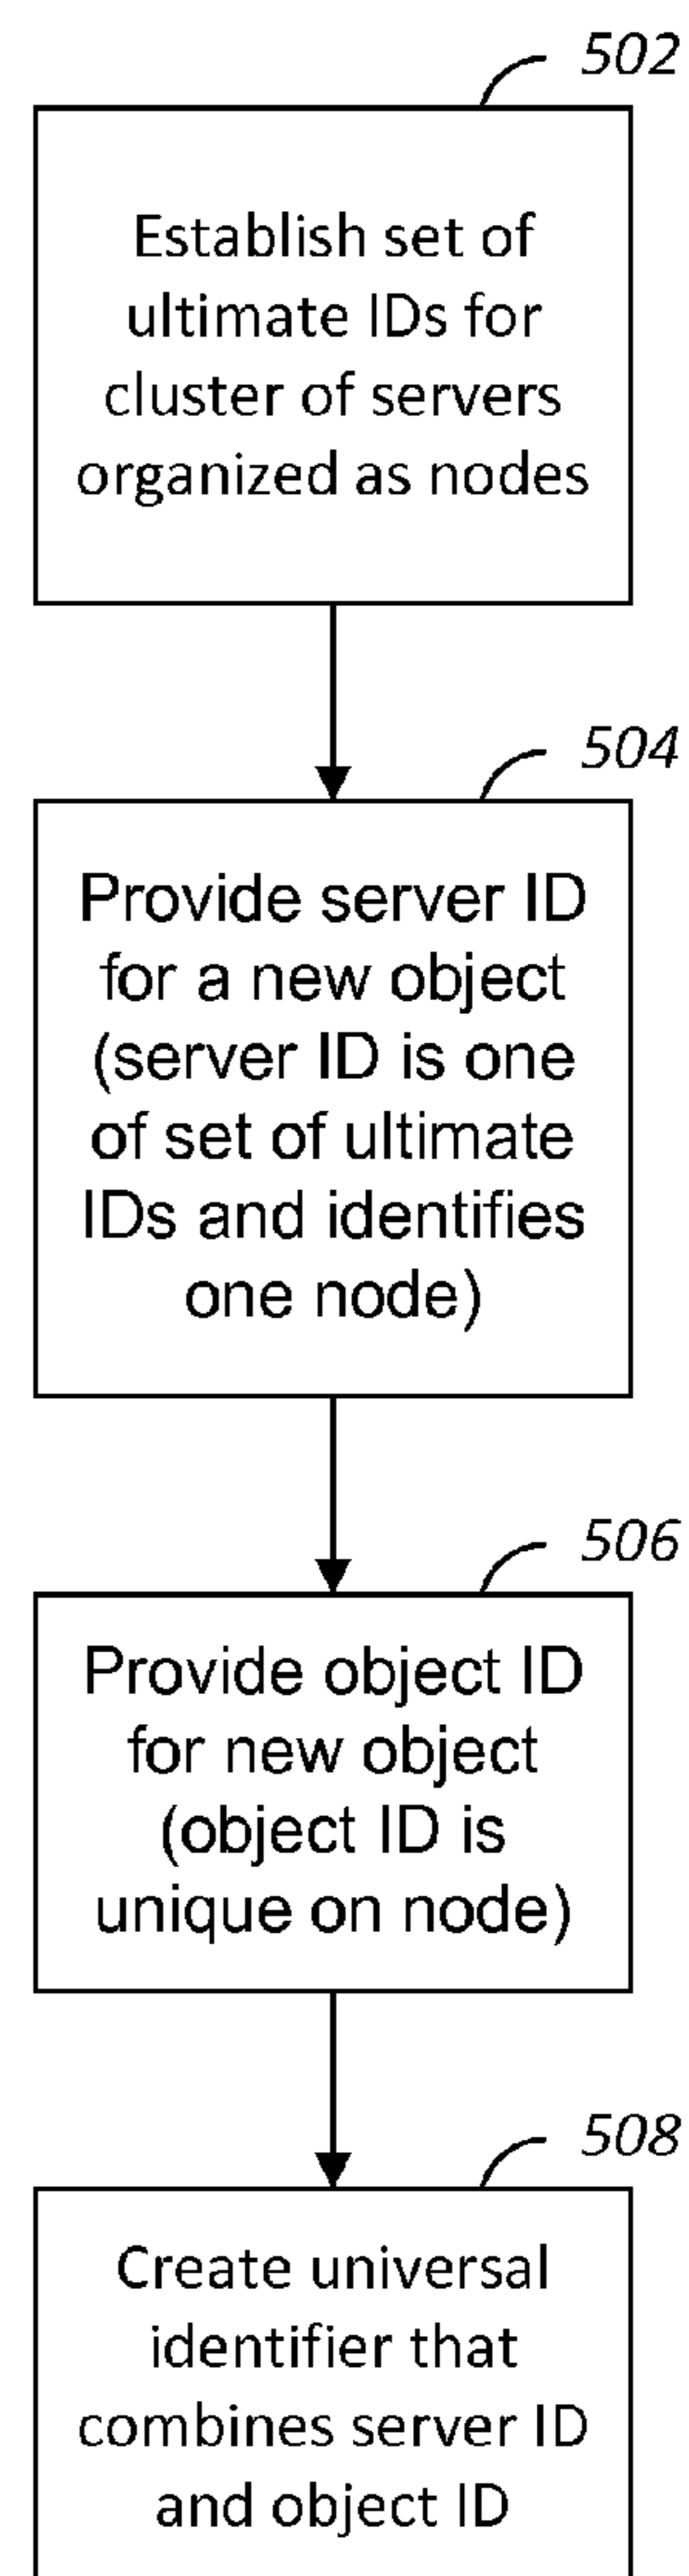 502
Establish set of
ultimate IDs for
cluster of servers
organized as nodes
504
Provide server ID
for a new object
(server ID is one
of set of ultimate
IDs and identifies
one node)
506
Provide object ID
for new object
(object ID is
unique on node)
508
Create universal
identifier that
combines server ID
and object ID